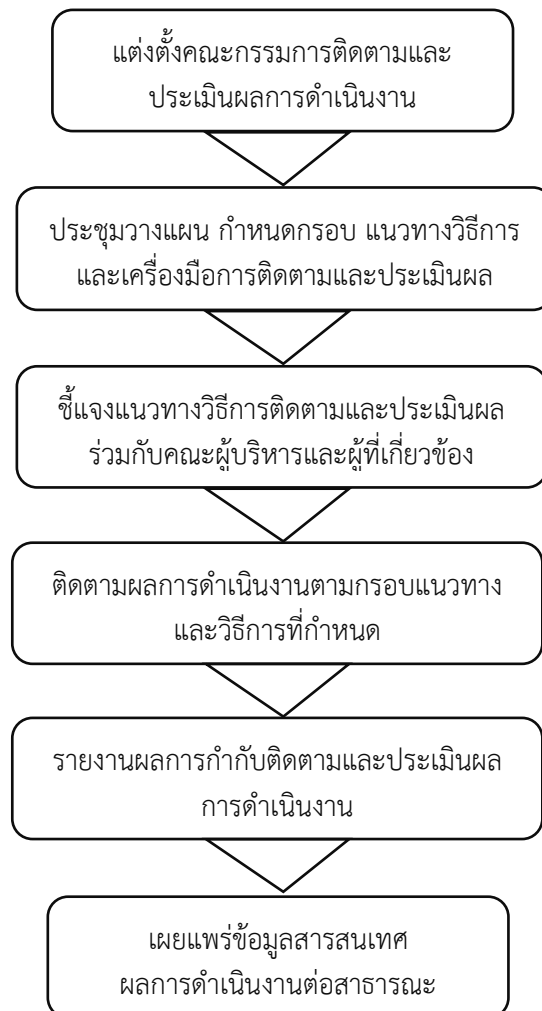 แต่งตั้งคณะกรรมการติดตามและ
ประเมินผลการดำเนินงาน
ประชุมวางแผน กำหนดกรอบ แนวทางวิธีการ
และเครื่องมือการติดตามและประเมินผล
ชี้แจงแนวทางวิธีการติดตามและประเมินผล
ร่วมกับคณะผู้บริหารและผู้ที่เกี่ยวข้อง
ติดตามผลการดำเนินงานตามกรอบแนวทาง
และวิธีการที่กำหนด
รายงานผลการกำกับติดตามและประเมินผล
การดำเนินงาน
เผยแพร่ข้อมูลสารสนเทศ
ผลการดำเนินงานต่อสาธารณะ